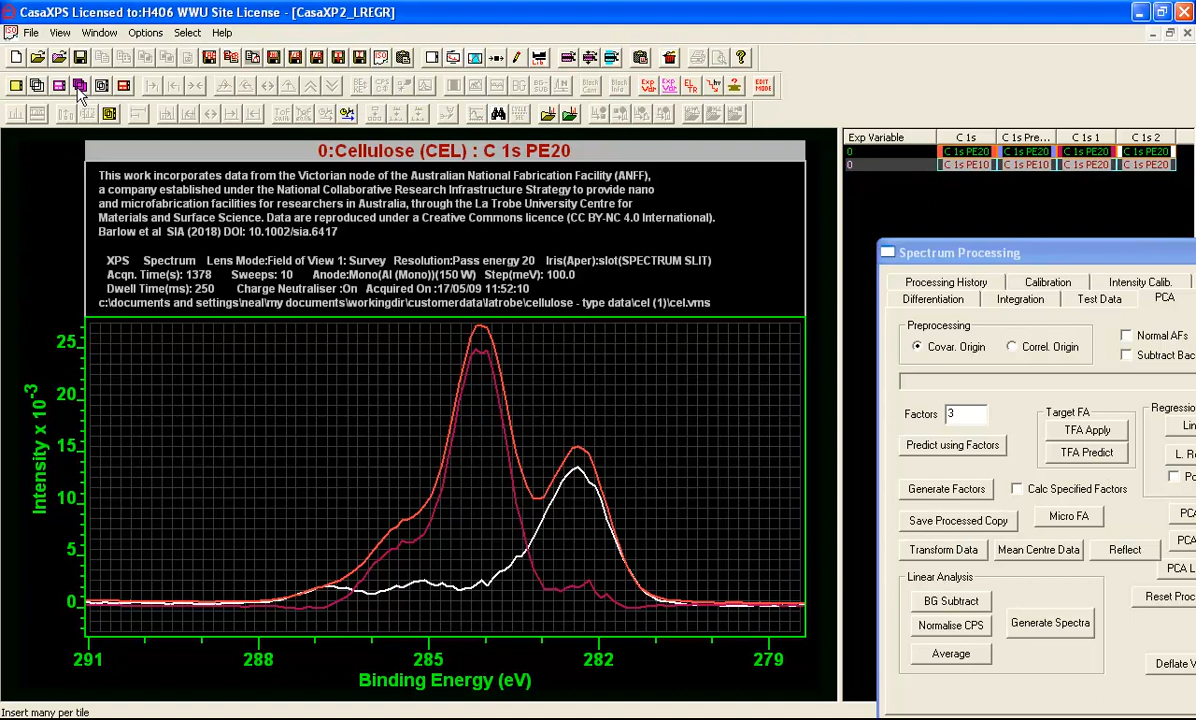 CasaXPS Licensed to:H406 WWU Site License - [CasaXP2_LREGR]
File View Window Options Select Help
0:Cellulose (CEL) : C 1s PE20
This work incorporates data from the Victorian node of the Australian National Fabrication Facility (ANFF),
a company established under the National Collaborative Research Infrastructure Strategy to provide nano
and microfabrication facilities for researchers in Australia, through the La Trobe University Centre for
Materials and Surface Science. Data are reproduced under a Creative Commons licence (CC BY-NC 4.0 International).
Barlow et al SIA (2018) DOI: 10.1002/sia.6417
XPS Spectrum Lens Mode:Field of View 1: Survey Resolution:Pass energy 20 Iris(Aper):slot(SPECTRUM SLIT)
Acqn. Time(s): 1378 Sweeps: 10 Anode:Mono(Al (Mono))(150 W) Step(meV): 100.0
Dwell Time(ms): 250 Charge Neutraliser :On Acquired On :17/05/09 11:52:10
c:\documents and settings\neal\my documents\workingdir\customerdata\latrobe\cellulose - type data\cel (1)\cel.vms
25
20
15
10
5
0
Intensity x 10⁻³
291 288 285 282 279
Binding Energy (eV)
Insert many per tile
Exp Variable C 1s C 1s Pre... C 1s 1 C 1s 2
0 C 1s PE20 C 1s PE20 C 1s PE20 C 1s PE20
0 C 1s PE10 C 1s PE10 C 1s PE10 C 1s PE10
Spectrum Processing
Processing History Calibration Intensity Calib.
Differentiation Integration Test Data PCA
Preprocessing
Covar. Origin Correl. Origin
Normal AFs
Subtract Bac
Factors 3
Target FA
Regressio
TFA Apply
Lin
Predict using Factors
TFA Predict
L. Re
Po
Generate Factors
Calc Specified Factors
Save Processed Copy
Micro FA
PCA
PCA
Transform Data Mean Centre Data Reflect
PCA L
Linear Analysis
BG Subtract
Reset Proc
Normalise CPS
Generate Spectra
Average
Deflate V